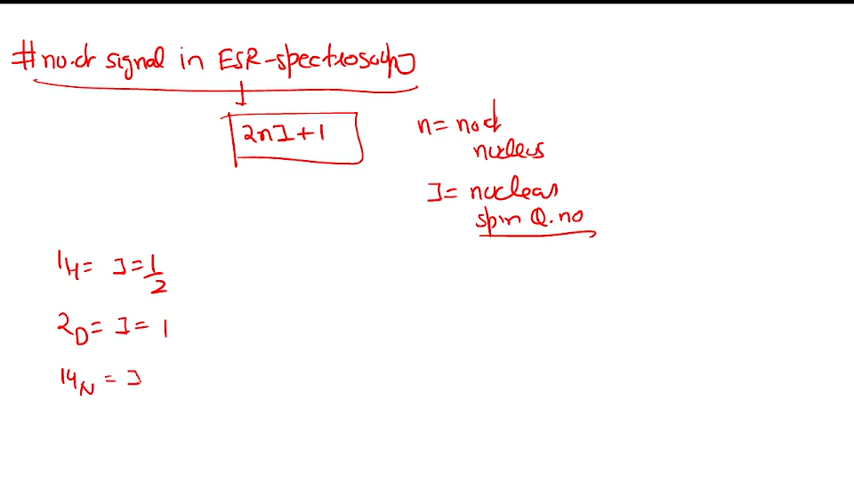 # no. of signal in ESR-spectroscopy
2nI+1
n = no of
nucleus
I = nuclear
spin Q. no
1H = I = 1/2
2D = I = 1
14N = I